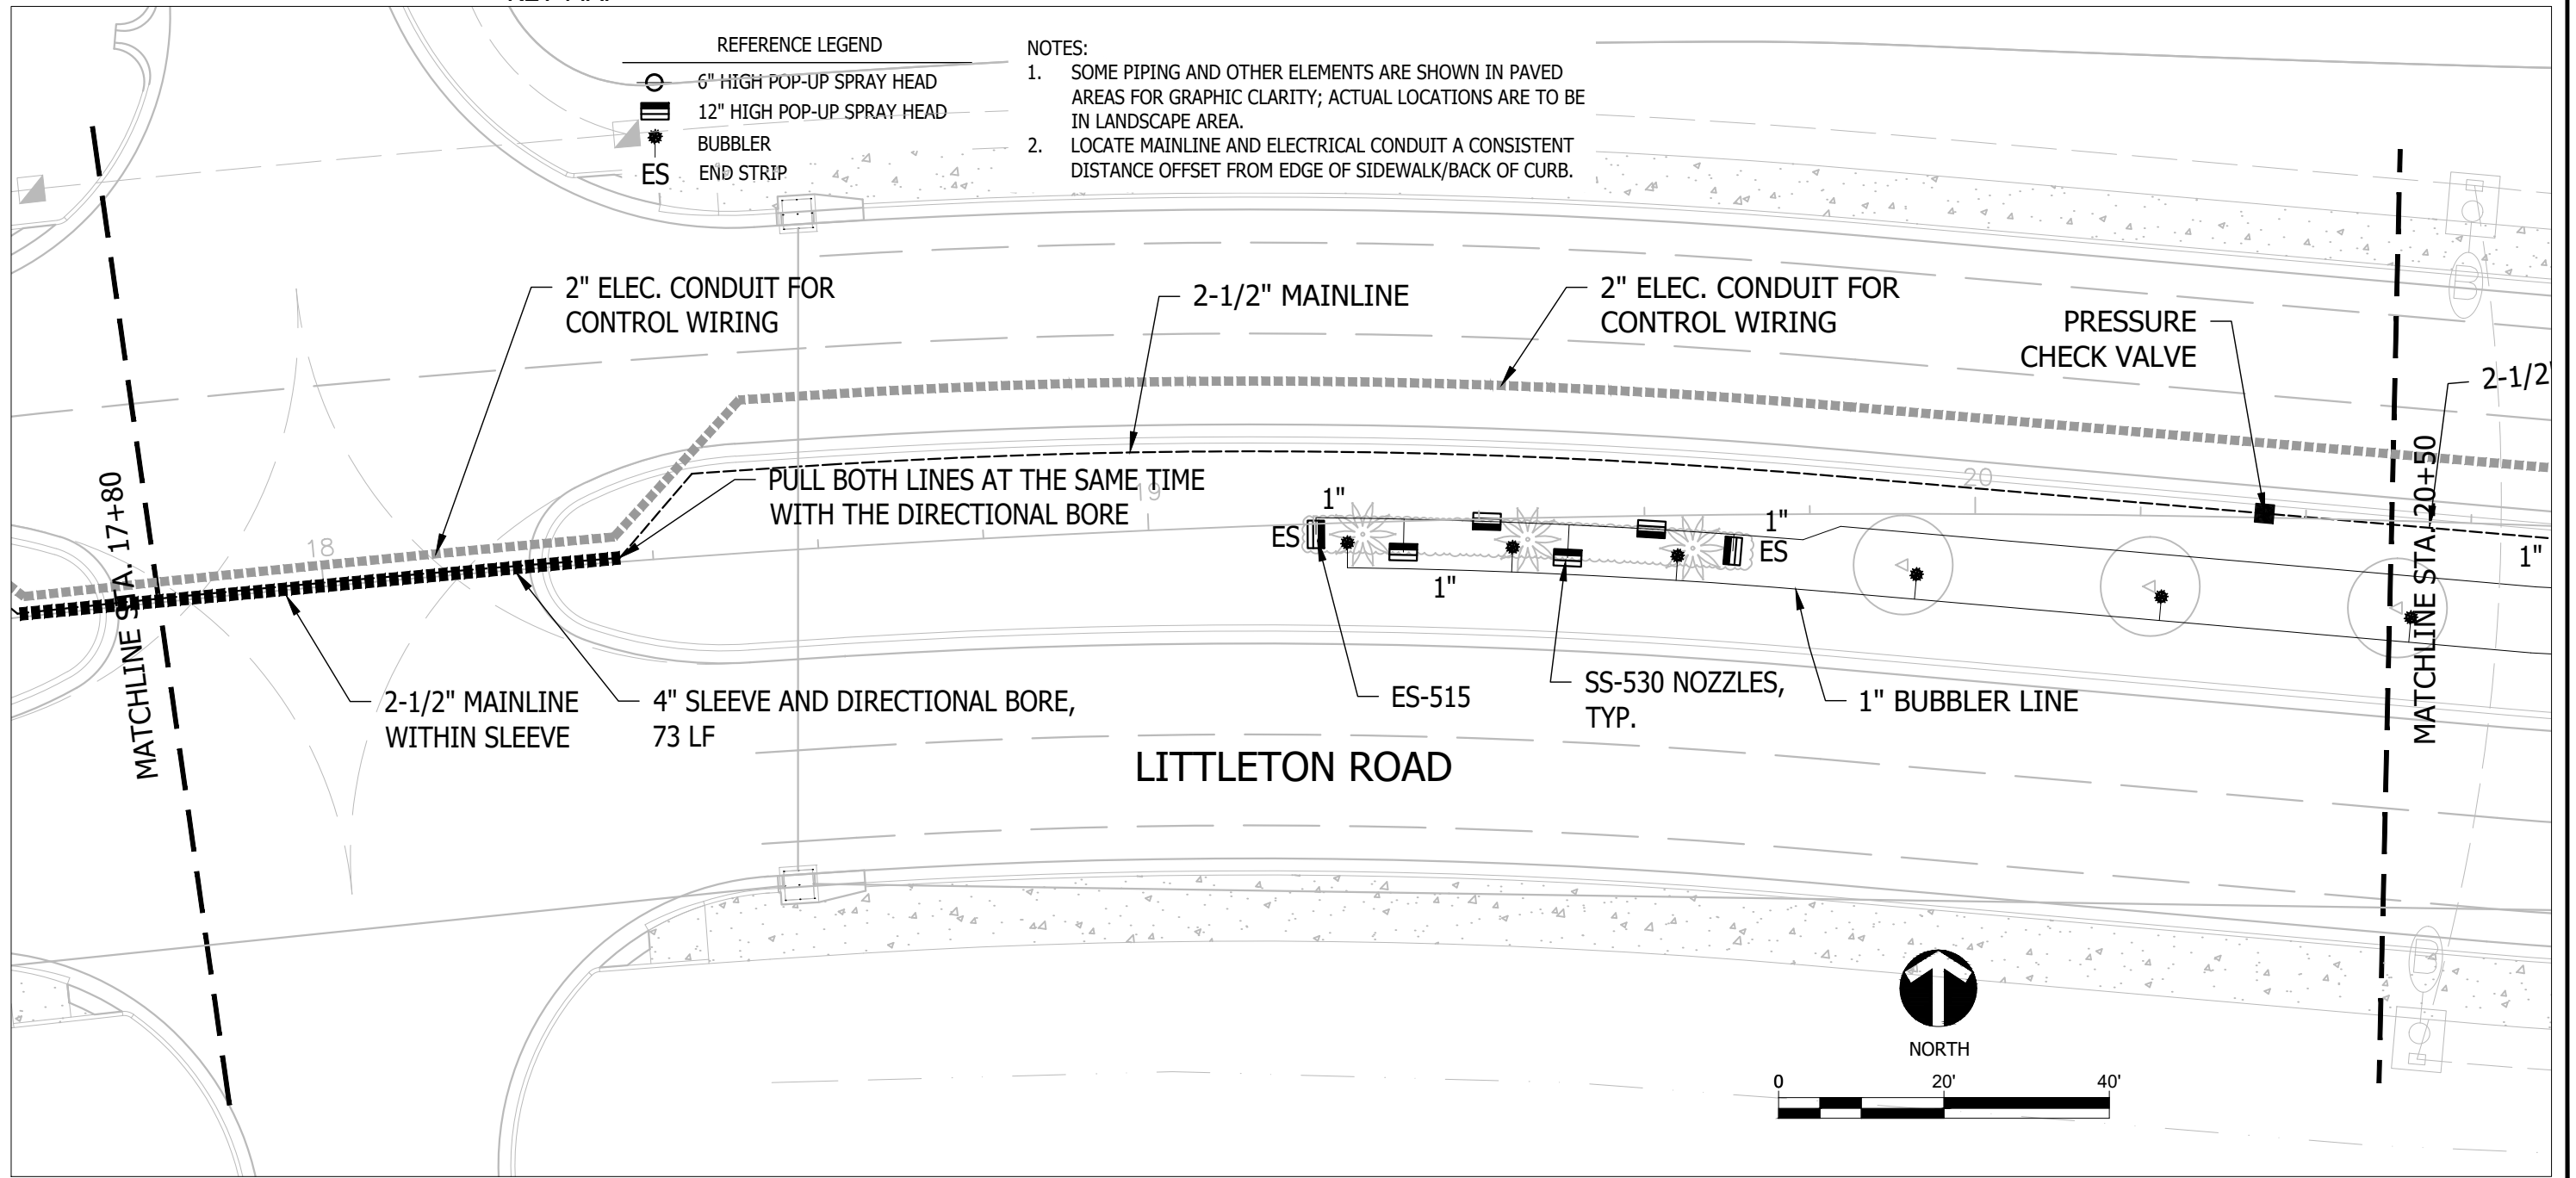 REFERENCE LEGEND
6" HIGH POP-UP SPRAY HEAD
12" HIGH POP-UP SPRAY HEAD
BUBBLER
ES END STRIP
NOTES:
1. SOME PIPING AND OTHER ELEMENTS ARE SHOWN IN PAVED
AREAS FOR GRAPHIC CLARITY; ACTUAL LOCATIONS ARE TO BE
IN LANDSCAPE AREA.
2. LOCATE MAINLINE AND ELECTRICAL CONDUIT A CONSISTENT
DISTANCE OFFSET FROM EDGE OF SIDEWALK/BACK OF CURB.
2" ELEC. CONDUIT FOR
CONTROL WIRING
2-1/2" MAINLINE
2" ELEC. CONDUIT FOR
CONTROL WIRING
PRESSURE
CHECK VALVE
2-1/2"
B
MATCHLINE STA. 17+80
18
PULL BOTH LINES AT THE SAME TIME
WITH THE DIRECTIONAL BORE
19
20
1"
ES
1"
ES
1"
1"
MATCHLINE STA. 20+50
2-1/2" MAINLINE
WITHIN SLEEVE
4" SLEEVE AND DIRECTIONAL BORE,
73 LF
ES-515
SS-530 NOZZLES,
TYP.
1" BUBBLER LINE
LITTLETON ROAD
B
NORTH
0 20' 40'